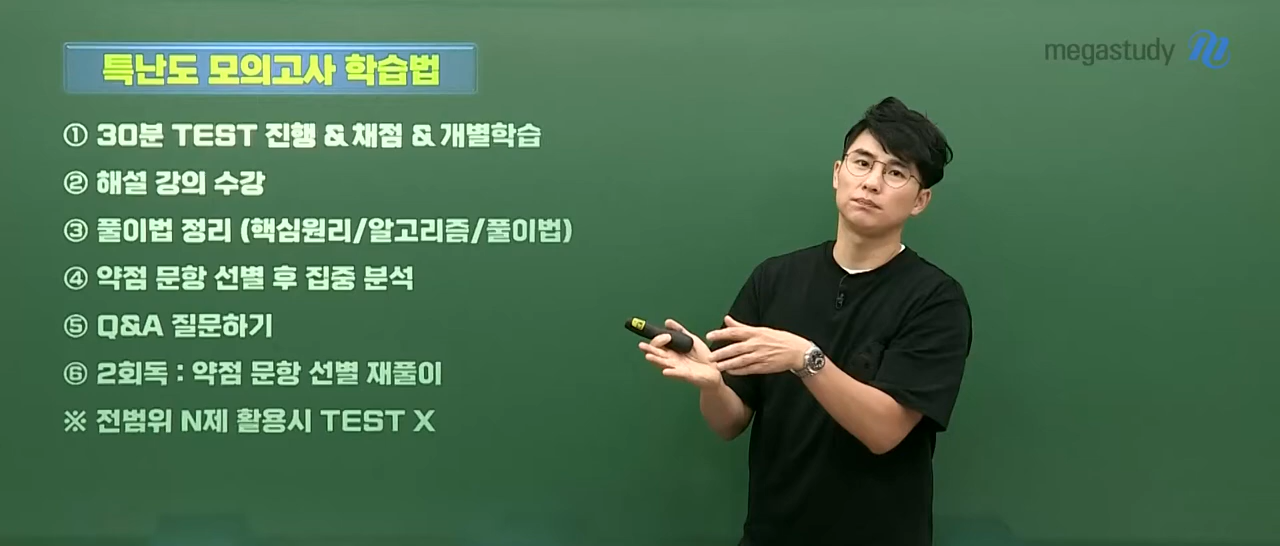 megastudy
특난도 모의고사 학습법
① 30분 TEST 진행 & 채점 & 개별학습
② 해설 강의 수강
③ 풀이법 정리 (핵심원리/알고리즘/풀이법)
④ 약점 문항 선별 후 집중 분석
⑤ Q&A 질문하기
⑥ 2회독 : 약점 문항 선별 재풀이
※ 전범위 N제 활용시 TEST X